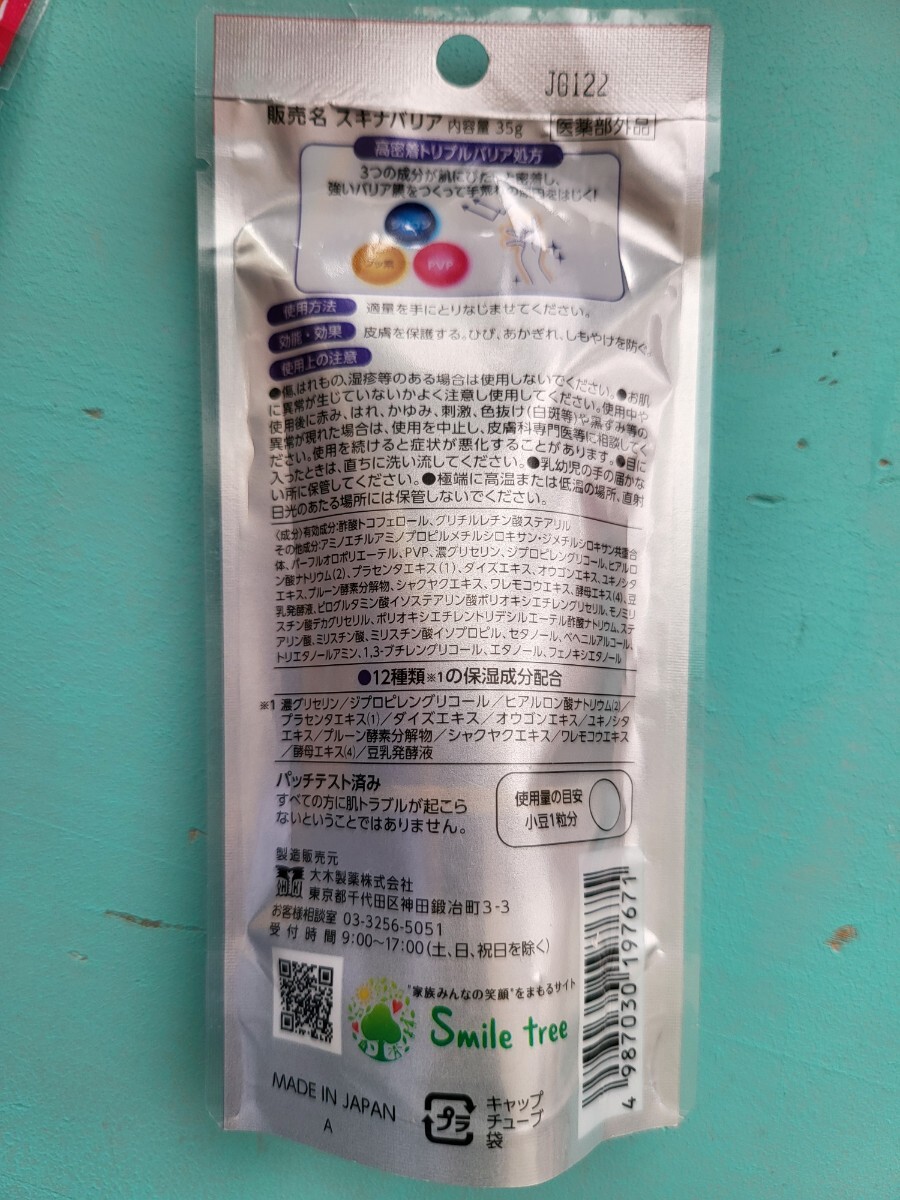 JG122
販売名 スキナバリア 内容量 35g 医薬部外品
高密着トリプルバリア処方
3つの成分が肌にぴたっと密着し、
強いバリア膜をつくって手荒れの原因をはじく!
シリコン
フッ素
PVP
使用方法 適量を手にとりなじませてください。
効能・効果 皮膚を保護する。ひび、あかぎれ、しもやけを防ぐ。
使用上の注意
●傷、はれもの、湿疹等のある場合は使用しないでください。●お肌
に異常が生じていないかよく注意し使用してください。使用中や
使用後に赤み、はれ、かゆみ、刺激、色抜け(白斑等)や黒ずみ等の
異常が現れた場合は、使用を中止し、皮膚科専門医等に相談してく
ださい。使用を続けると症状が悪化することがあります。●目に
入ったときは、直ちに洗い流してください。●乳幼児の手の届かな
い所に保管してください。●極端に高温または低温の場所、直射
日光のあたる場所には保管しないでください。
〈成分〉有効成分:酢酸トコフェロール、グリチルレチン酸ステアリル
その他成分:アミノエチルアミノプロピルメチルシロキサン・ジメチルシロキサン共重合
体、パーフルオロポリエーテル、PVP、濃グリセリン、ジプロピレングリコール、ヒアルロ
ン酸ナトリウム(2)、プラセンタエキス(1)、ダイズエキス、オウゴンエキス、ユキノシタ
エキス、プルーン酵素分解物、シャクヤクエキス、ワレモコウエキス、酵母エキス(4)、豆
乳発酵液、ピログルタミン酸イソステアリン酸ポリオキシエチレングリセリル、モノミリ
スチン酸デカグリセリル、ポリオキシエチレントリデシルエーテル酢酸ナトリウム、ステ
アリン酸、ミリスチン酸、ミリスチン酸イソプロピル、セタノール、ベヘニルアルコール、
トリエタノールアミン、1,3-ブチレングリコール、エタノール、フェノキシエタノール
●12種類※1の保湿成分配合
※1 濃グリセリン/ジプロピレングリコール/ヒアルロン酸ナトリウム(2)/
プラセンタエキス(1)/ダイズエキス/オウゴンエキス/ユキノシタ
エキス/プルーン酵素分解物/シャクヤクエキス/ワレモコウエキス
/酵母エキス(4)/豆乳発酵液
パッチテスト済み
すべての方に肌トラブルが起こら
ないということではありません。
使用量の目安
小豆1粒分
製造販売元
大木製薬株式会社
東京都千代田区神田鍛冶町3-3
お客様相談室 03-3256-5051
受付時間 9:00～17:00(土、日、祝日を除く)
"家族みんなの笑顔"をまもるサイト
Smile tree
4 987030 197671
MADE IN JAPAN
A
プラ
キャップ
チューブ
袋